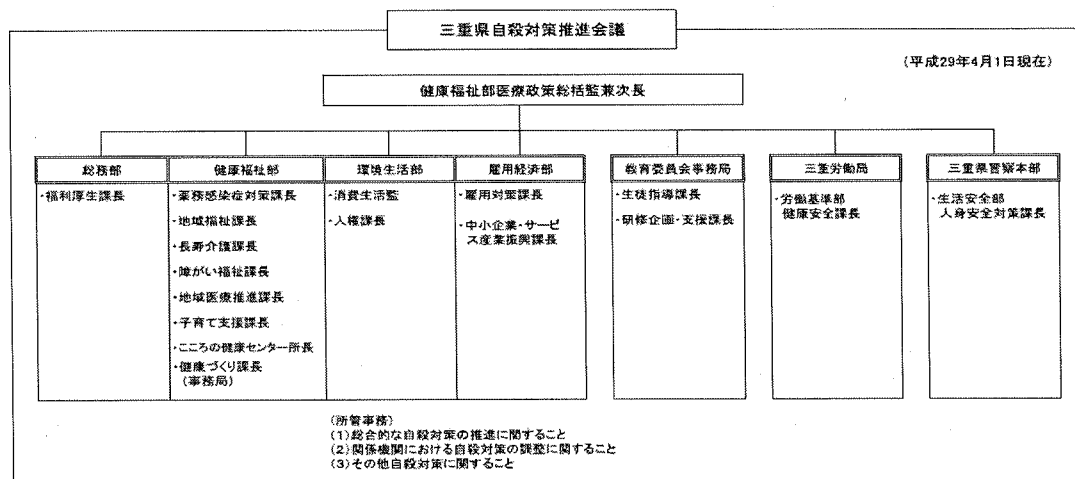 三重県自殺対策推進会議
(平成29年4月1日現在)
健康福祉部医療政策総括監兼次長
総務部
・福利厚生課長
健康福祉部
・薬務感染症対策課長
・地域福祉課長
・長寿介護課長
・障がい福祉課長
・地域医療推進課長
・子育て支援課長
・こころの健康センター所長
・健康づくり課長
(事務局)
環境生活部
・消費生活監
・人権課長
雇用経済部
・雇用対策課長
・中小企業・サービ
ス産業振興課長
教育委員会事務局
・生徒指導課長
・研修企画・支援課長
三重労働局
・労働基準部
健康安全課長
三重県警察本部
・生活安全部
人身安全対策課長
(所管事務)
(1)総合的な自殺対策の推進に関すること
(2)関係機関における自殺対策の調整に関すること
(3)その他自殺対策に関すること